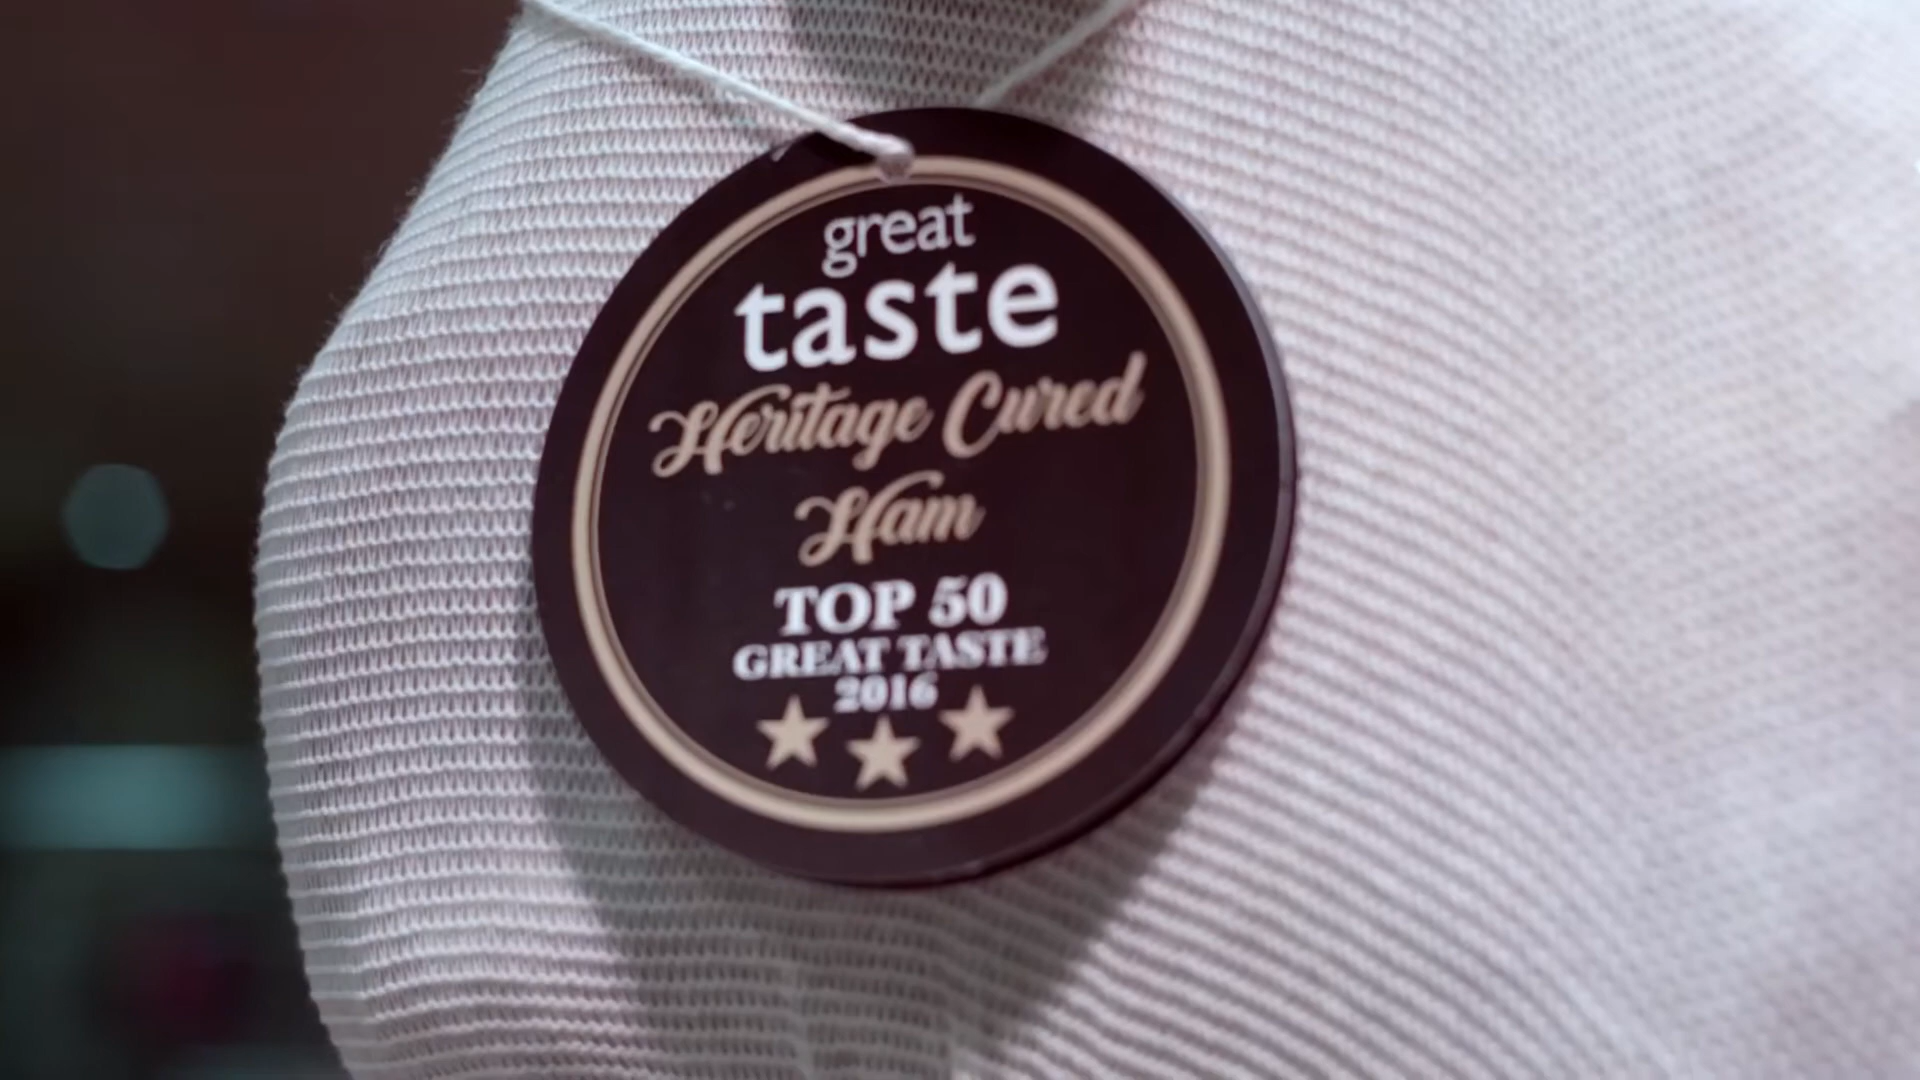 great
taste
Heritage Cured
Ham
TOP 50
GREAT TASTE
2016